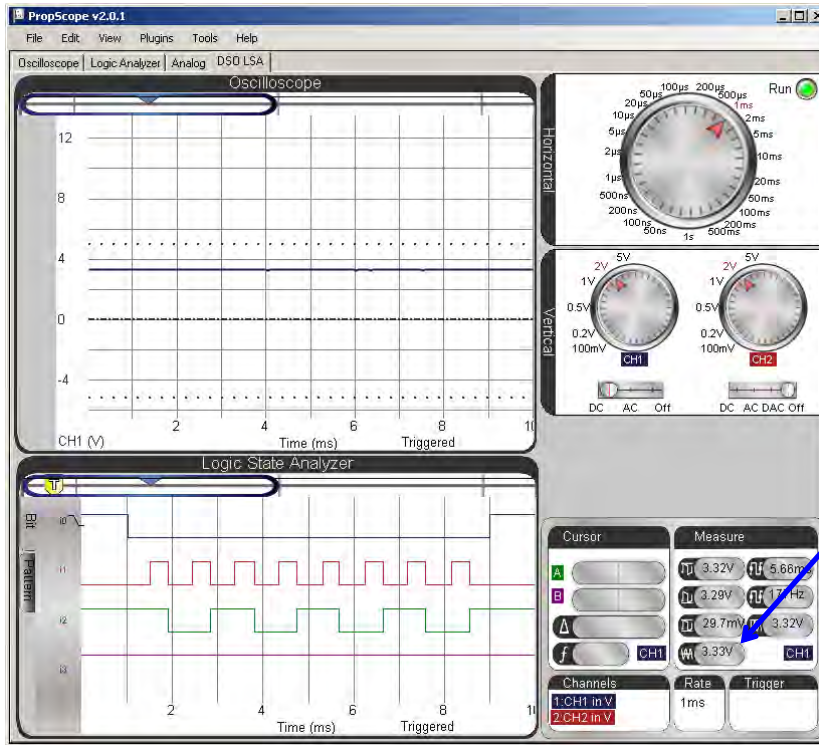 PropScope v2.0.1
File Edit View Plugins Tools Help
Oscilloscope Logic Analyzer Analog DSO LSA
Oscilloscope
12
8
4
0
-4
2 4 6 8 10
CH1 (V) Time (ms) Triggered
Logic State Analyzer
T
Bit
Pattern
i0
i1
i2
i3
2 4 6 8
Time (ms) Triggered
Horizontal
Run
50µs 100µs 200µs 500µs
20µs 1ms
10µs 2ms
5µs 5ms
2µs 10ms
1µs 20ms
500ns 50ms
200ns 100ms
100ns 200ms
50ns 1s 500ms
Vertical
5V 5V
2V 2V
1V 1V
0.5V 0.5V
0.2V 0.2V
100mV 100mV
CH1 CH2
DC AC Off DC AC DAC Off
Cursor
A
B
Δ
f CH1
Measure
3.32V 5.66ms
3.29V Hz
29.7mV 3.32V
3.33V CH1
Channels
1:CH1 in V
2:CH2 in V
Rate
1ms
Trigger